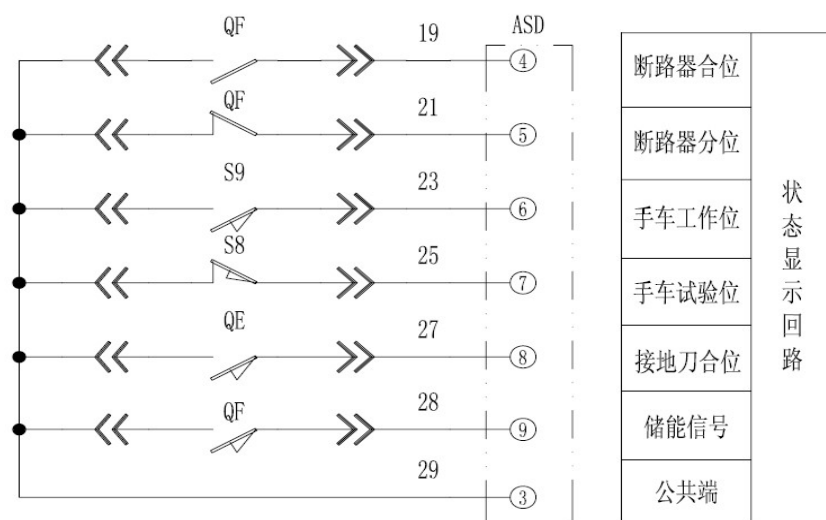 QF 19 ASD
④ 断路器合位
QF 21
⑤ 断路器分位
S9 23
⑥ 手车工作位
S8 25
⑦ 手车试验位
QE 27
⑧ 接地刀合位
QF 28
⑨ 储能信号
29
③ 公共端
状态显示回路